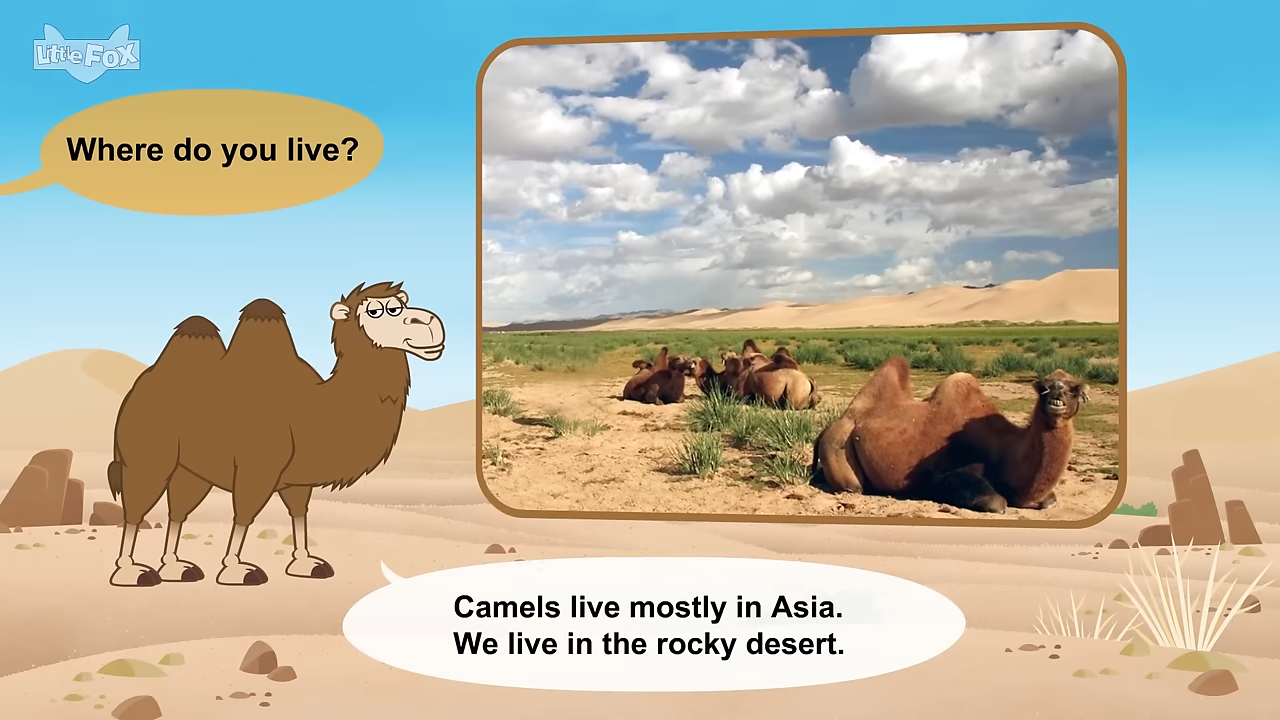 Little Fox
Where do you live?
Camels live mostly in Asia.
We live in the rocky desert.